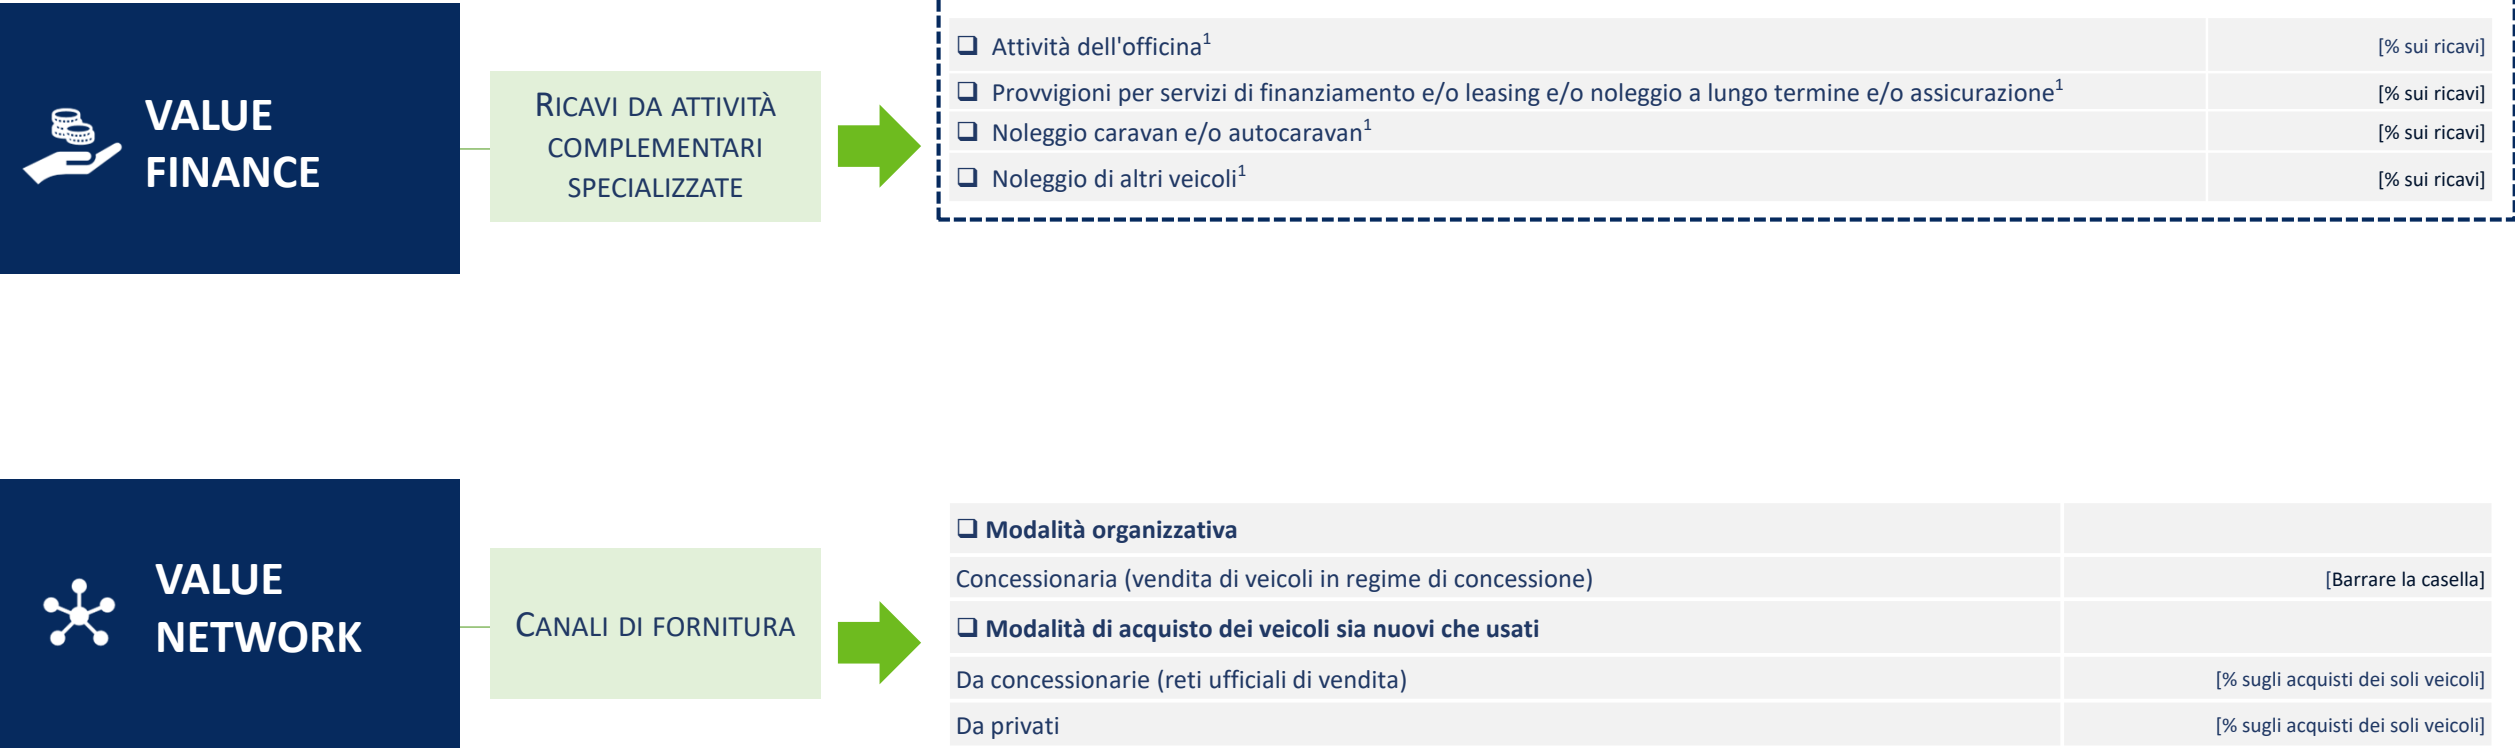 VALUE
FINANCE
RICAVI DA ATTIVITÀ
COMPLEMENTARI
SPECIALIZZATE
❑ Attività dell'officina¹ [% sui ricavi]
❑ Provvigioni per servizi di finanziamento e/o leasing e/o noleggio a lungo termine e/o assicurazione¹ [% sui ricavi]
❑ Noleggio caravan e/o autocaravan¹ [% sui ricavi]
❑ Noleggio di altri veicoli¹ [% sui ricavi]
VALUE
NETWORK
CANALI DI FORNITURA
❑ Modalità organizzativa
Concessionaria (vendita di veicoli in regime di concessione) [Barrare la casella]
❑ Modalità di acquisto dei veicoli sia nuovi che usati
Da concessionarie (reti ufficiali di vendita) [% sugli acquisti dei soli veicoli]
Da privati [% sugli acquisti dei soli veicoli]